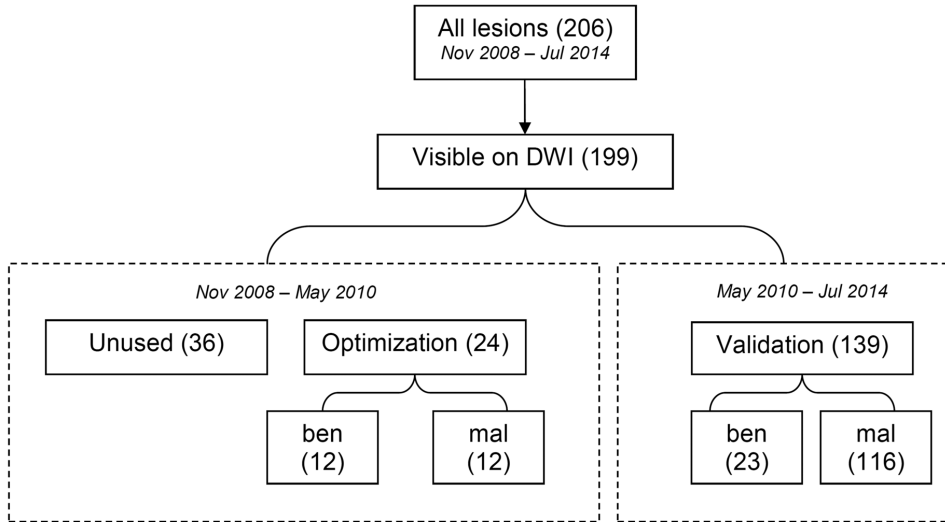 All lesions (206)
Nov 2008 – Jul 2014
Visible on DWI (199)
Nov 2008 – May 2010
Unused (36)
Optimization (24)
ben
(12)
mal
(12)
May 2010 – Jul 2014
Validation (139)
ben
(23)
mal
(116)